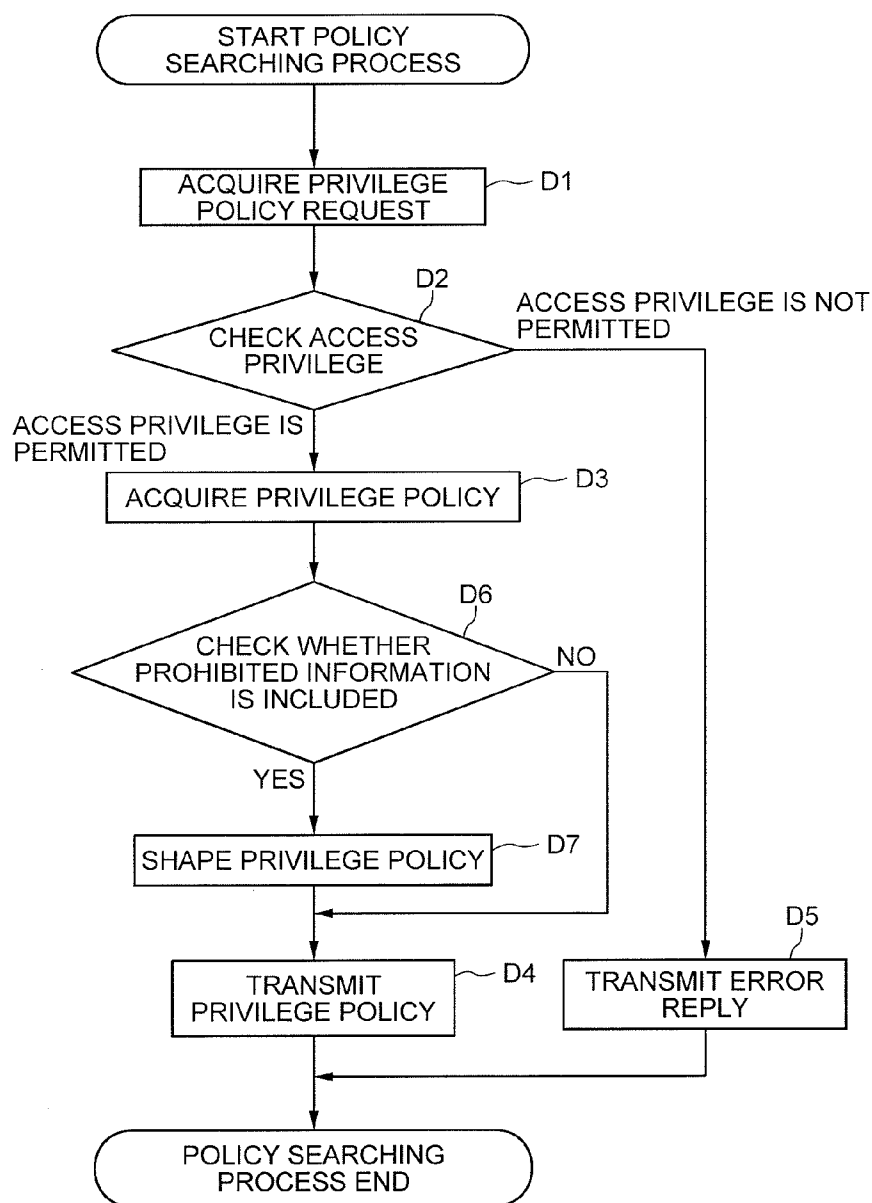 START POLICY
SEARCHING PROCESS
ACQUIRE PRIVILEGE
POLICY REQUEST
D1
D2
CHECK ACCESS
PRIVILEGE
ACCESS PRIVILEGE IS NOT
PERMITTED
ACCESS PRIVILEGE IS
PERMITTED
ACQUIRE PRIVILEGE POLICY
D3
D6
CHECK WHETHER
PROHIBITED INFORMATION
IS INCLUDED
NO
YES
SHAPE PRIVILEGE POLICY
D7
TRANSMIT
PRIVILEGE POLICY
D4
D5
TRANSMIT ERROR
REPLY
POLICY SEARCHING
PROCESS END